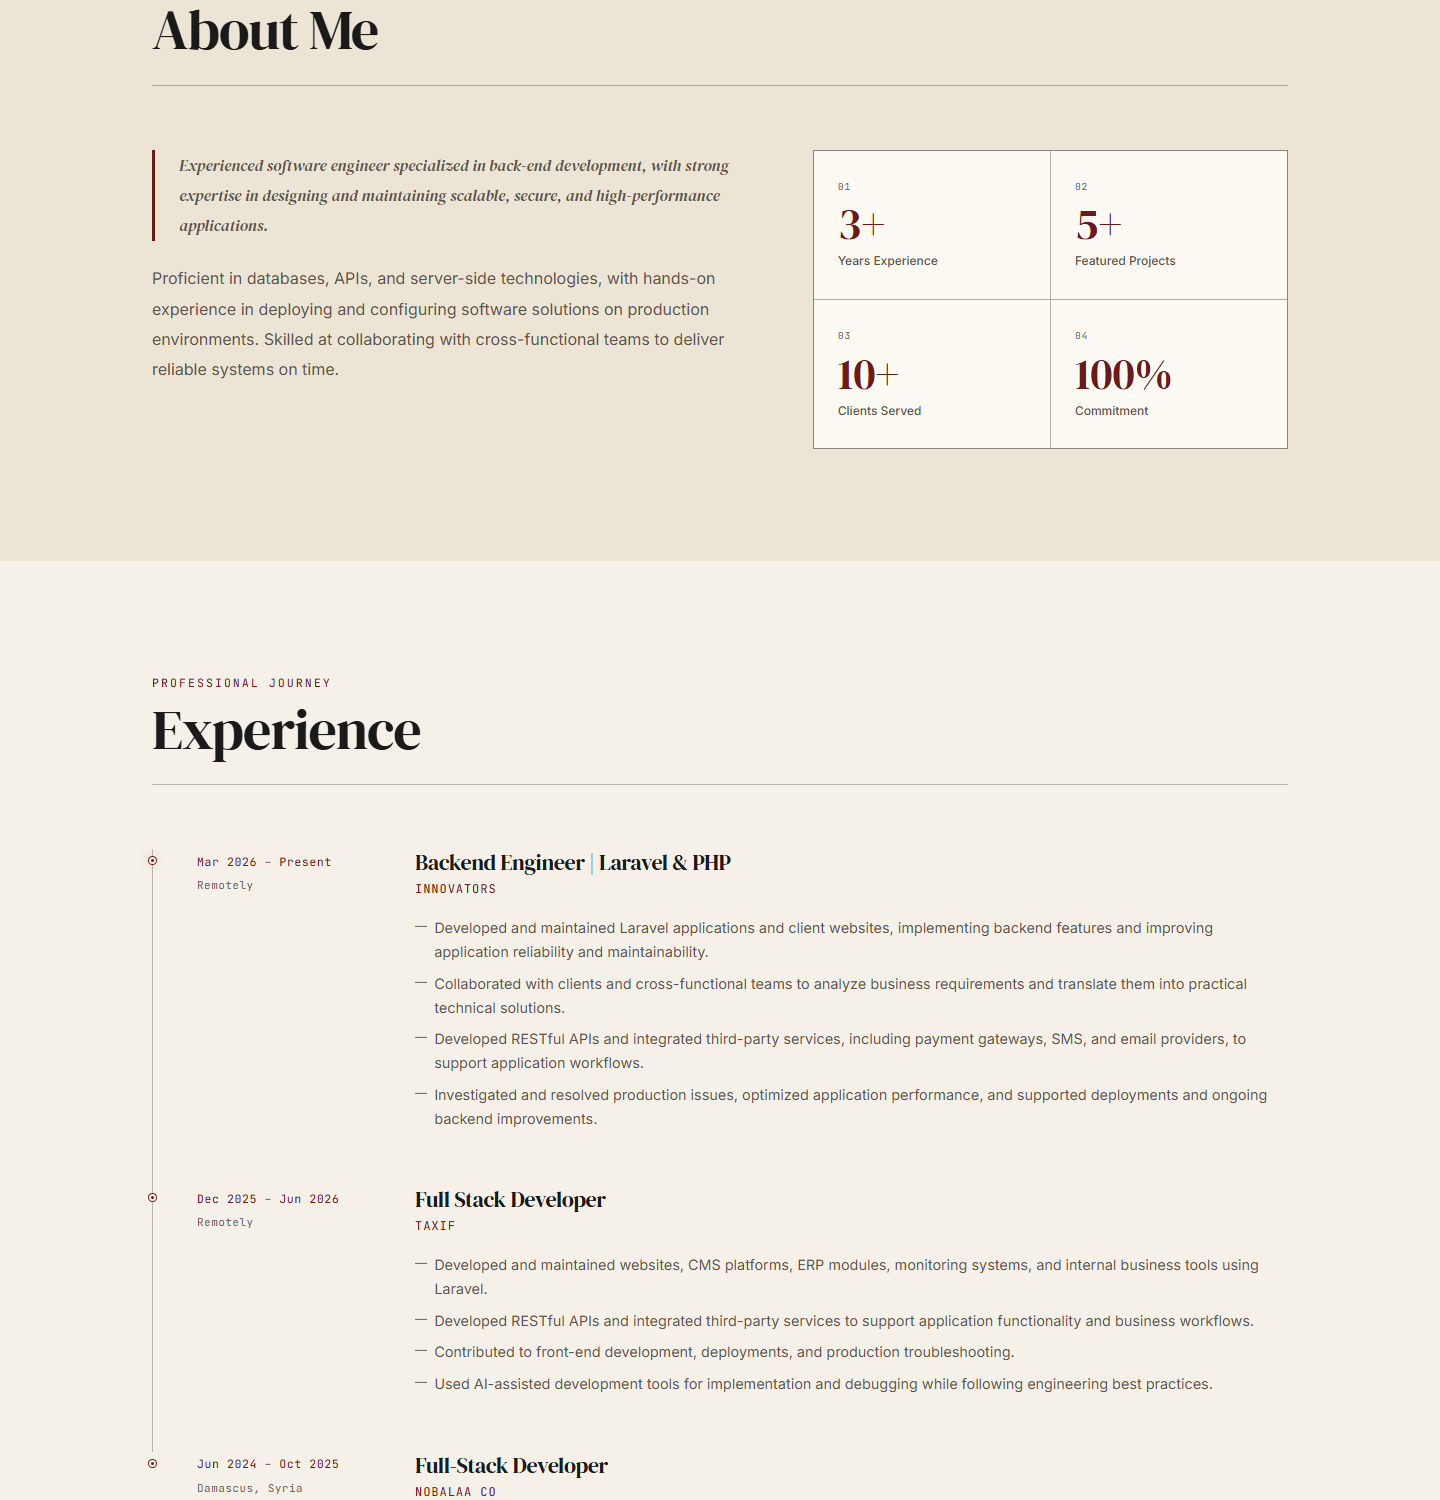 About Me
Experienced software engineer specialized in back-end development, with strong
expertise in designing and maintaining scalable, secure, and high-performance
applications.
Proficient in databases, APIs, and server-side technologies, with hands-on
experience in deploying and configuring software solutions on production
environments. Skilled at collaborating with cross-functional teams to deliver
reliable systems on time.
01
3+
Years Experience
02
5+
Featured Projects
03
10+
Clients Served
04
100%
Commitment
PROFESSIONAL JOURNEY
Experience
Mar 2026 – Present
Remotely
Backend Engineer | Laravel & PHP
INNOVATORS
— Developed and maintained Laravel applications and client websites, implementing backend features and improving
application reliability and maintainability.
— Collaborated with clients and cross-functional teams to analyze business requirements and translate them into practical
technical solutions.
— Developed RESTful APIs and integrated third-party services, including payment gateways, SMS, and email providers, to
support application workflows.
— Investigated and resolved production issues, optimized application performance, and supported deployments and ongoing
backend improvements.
Dec 2025 – Jun 2026
Remotely
Full Stack Developer
TAXIF
— Developed and maintained websites, CMS platforms, ERP modules, monitoring systems, and internal business tools using
Laravel.
— Developed RESTful APIs and integrated third-party services to support application functionality and business workflows.
— Contributed to front-end development, deployments, and production troubleshooting.
— Used AI-assisted development tools for implementation and debugging while following engineering best practices.
Jun 2024 – Oct 2025
Damascus, Syria
Full-Stack Developer
NOBALAA CO